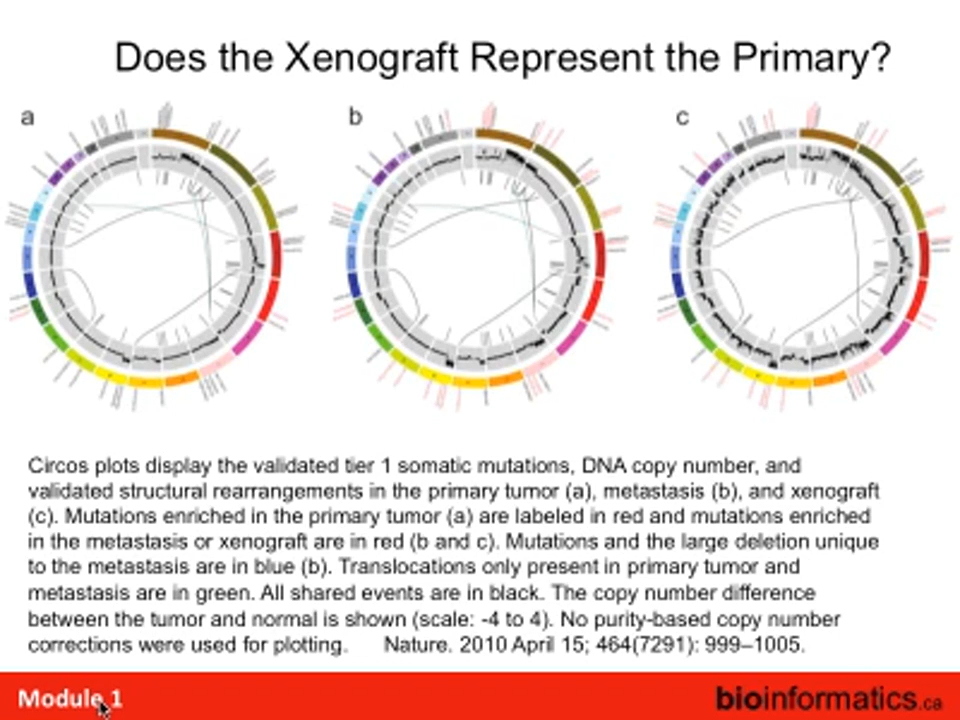 Does the Xenograft Represent the Primary?
a
b
c
Circos plots display the validated tier 1 somatic mutations, DNA copy number, and
validated structural rearrangements in the primary tumor (a), metastasis (b), and xenograft
(c). Mutations enriched in the primary tumor (a) are labeled in red and mutations enriched
in the metastasis or xenograft are in red (b and c). Mutations and the large deletion unique
to the metastasis are in blue (b). Translocations only present in primary tumor and
metastasis are in green. All shared events are in black. The copy number difference
between the tumor and normal is shown (scale: -4 to 4). No purity-based copy number
corrections were used for plotting. Nature. 2010 April 15; 464(7291): 999–1005.
Module 1
bioinformatics.ca